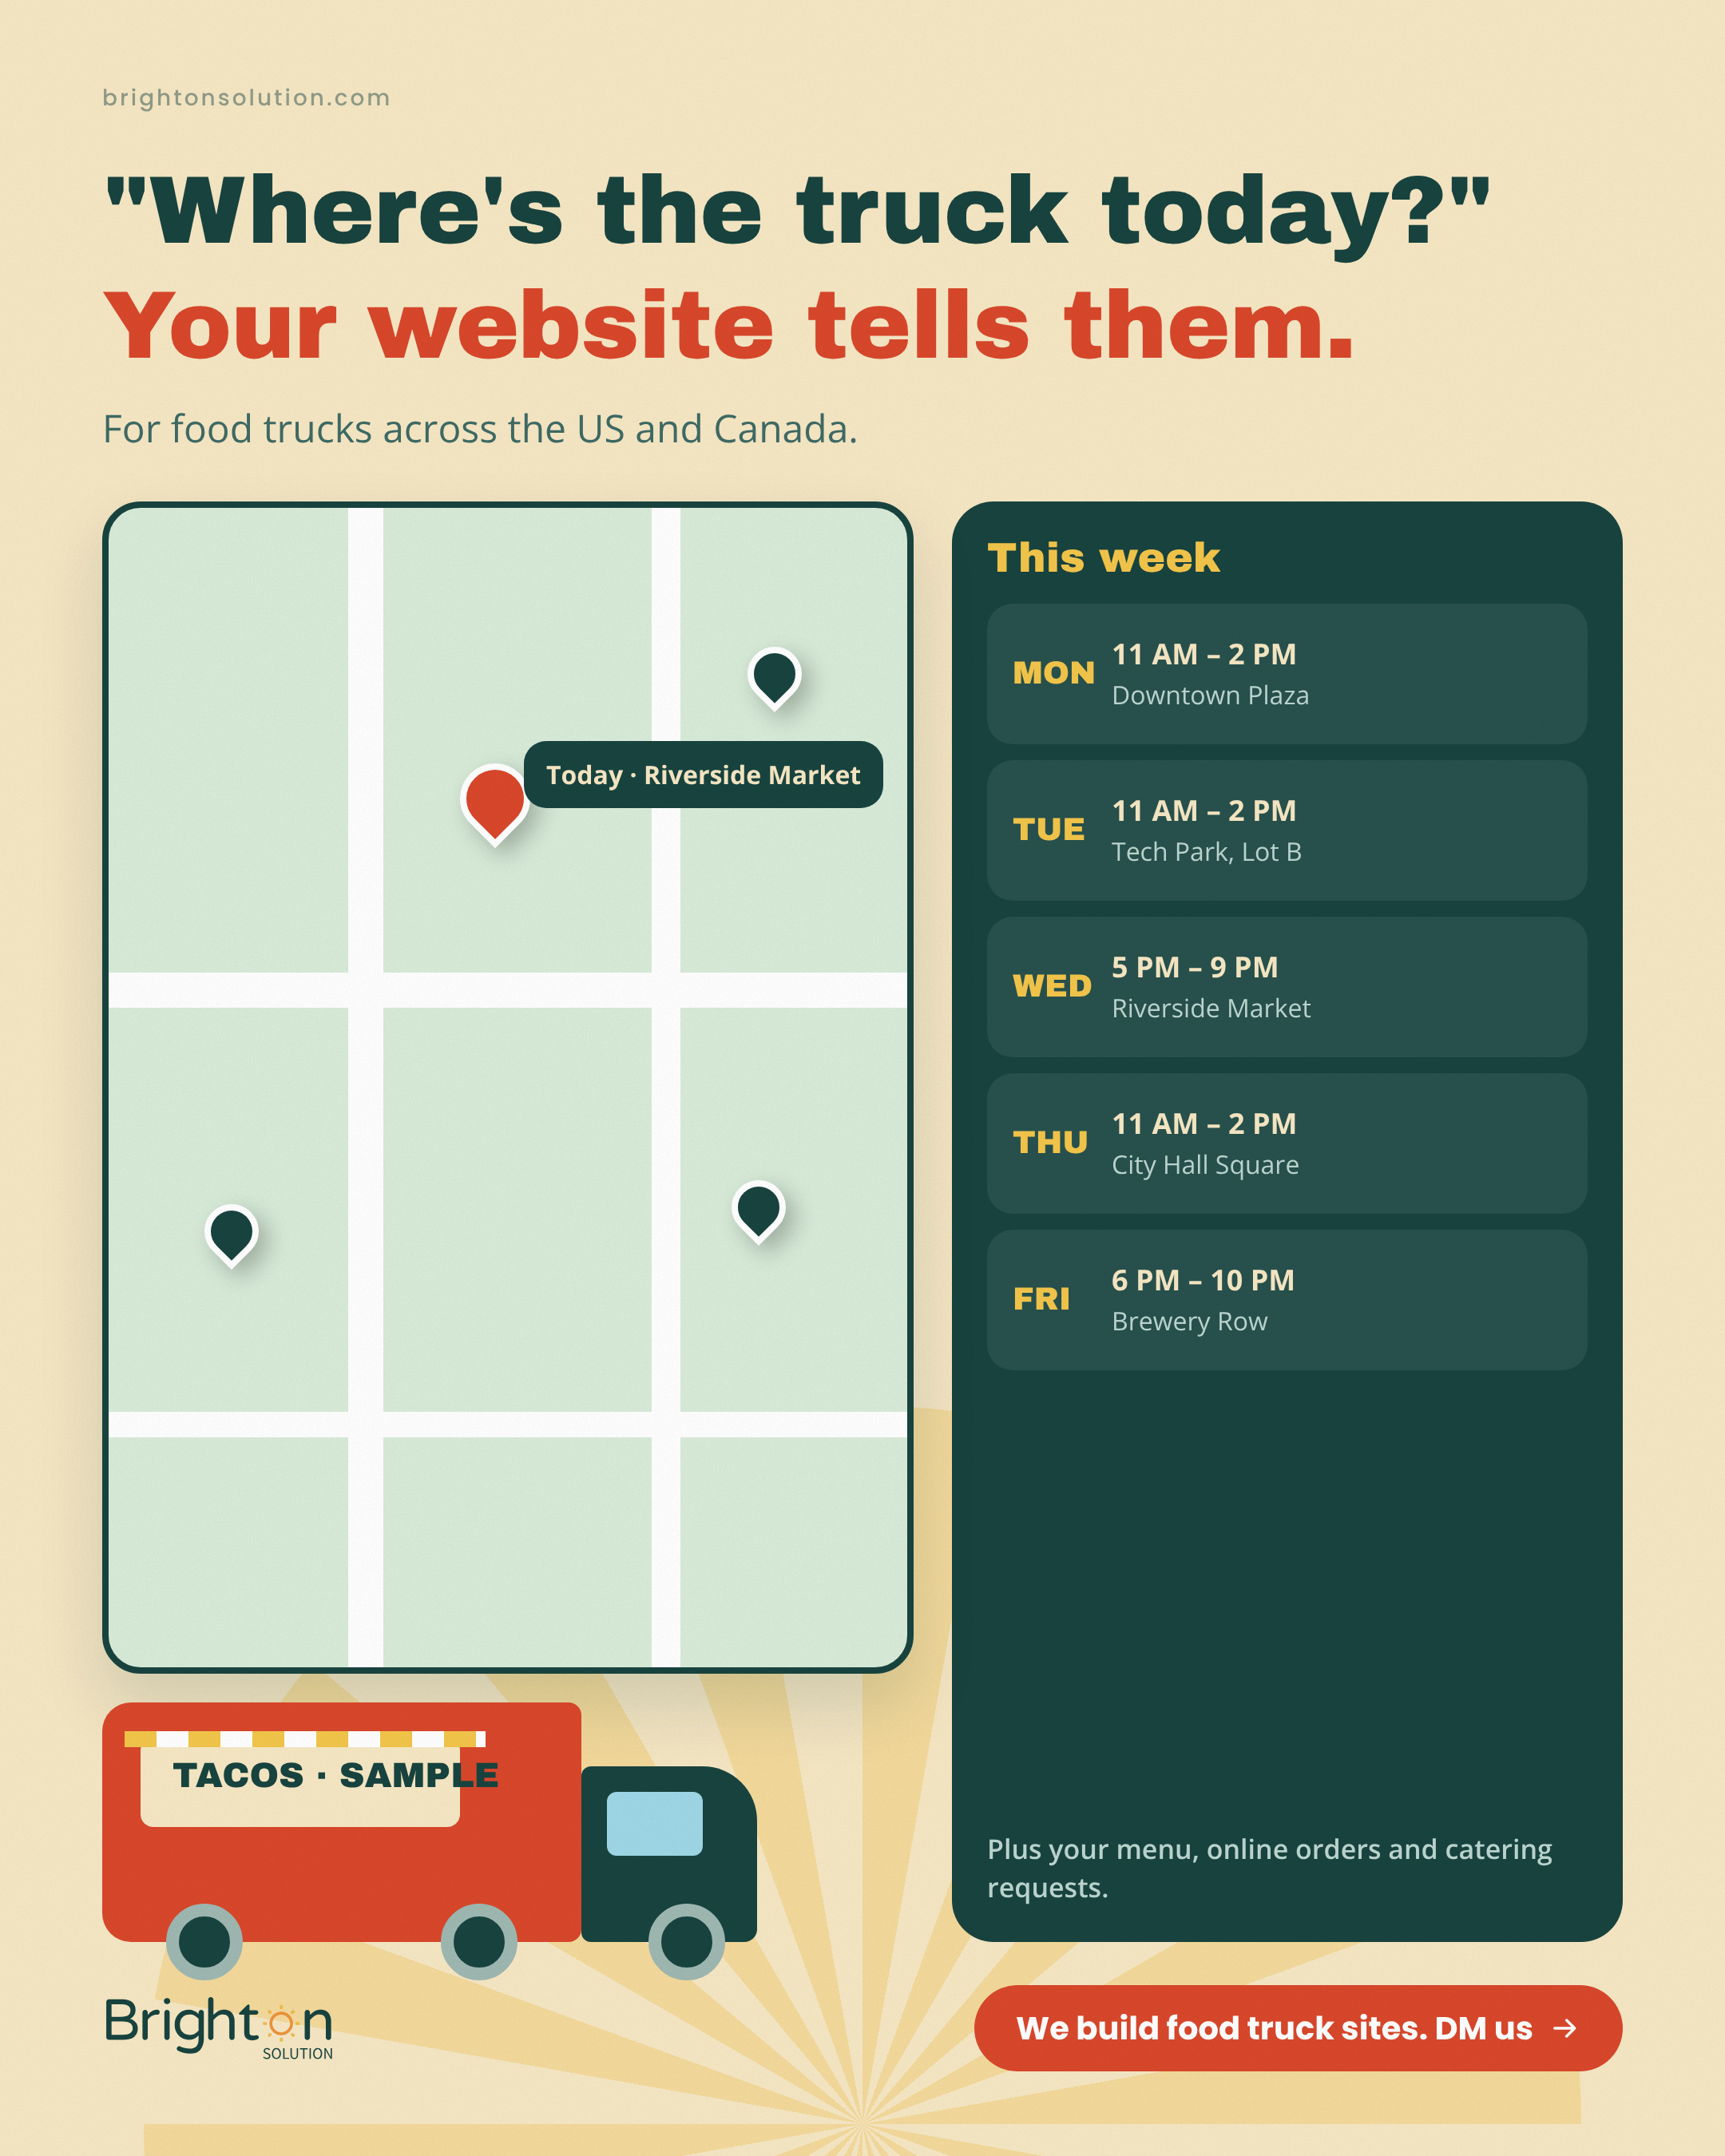 brightonsolution.com
"Where's the truck today?"
Your website tells them.
For food trucks across the US and Canada.
Today · Riverside Market
This week
MON
11 AM – 2 PM
Downtown Plaza
TUE
11 AM – 2 PM
Tech Park, Lot B
WED
5 PM – 9 PM
Riverside Market
THU
11 AM – 2 PM
City Hall Square
FRI
6 PM – 10 PM
Brewery Row
Plus your menu, online orders and catering
requests.
TACOS · SAMPLE
Brighton
SOLUTION
We build food truck sites. DM us →